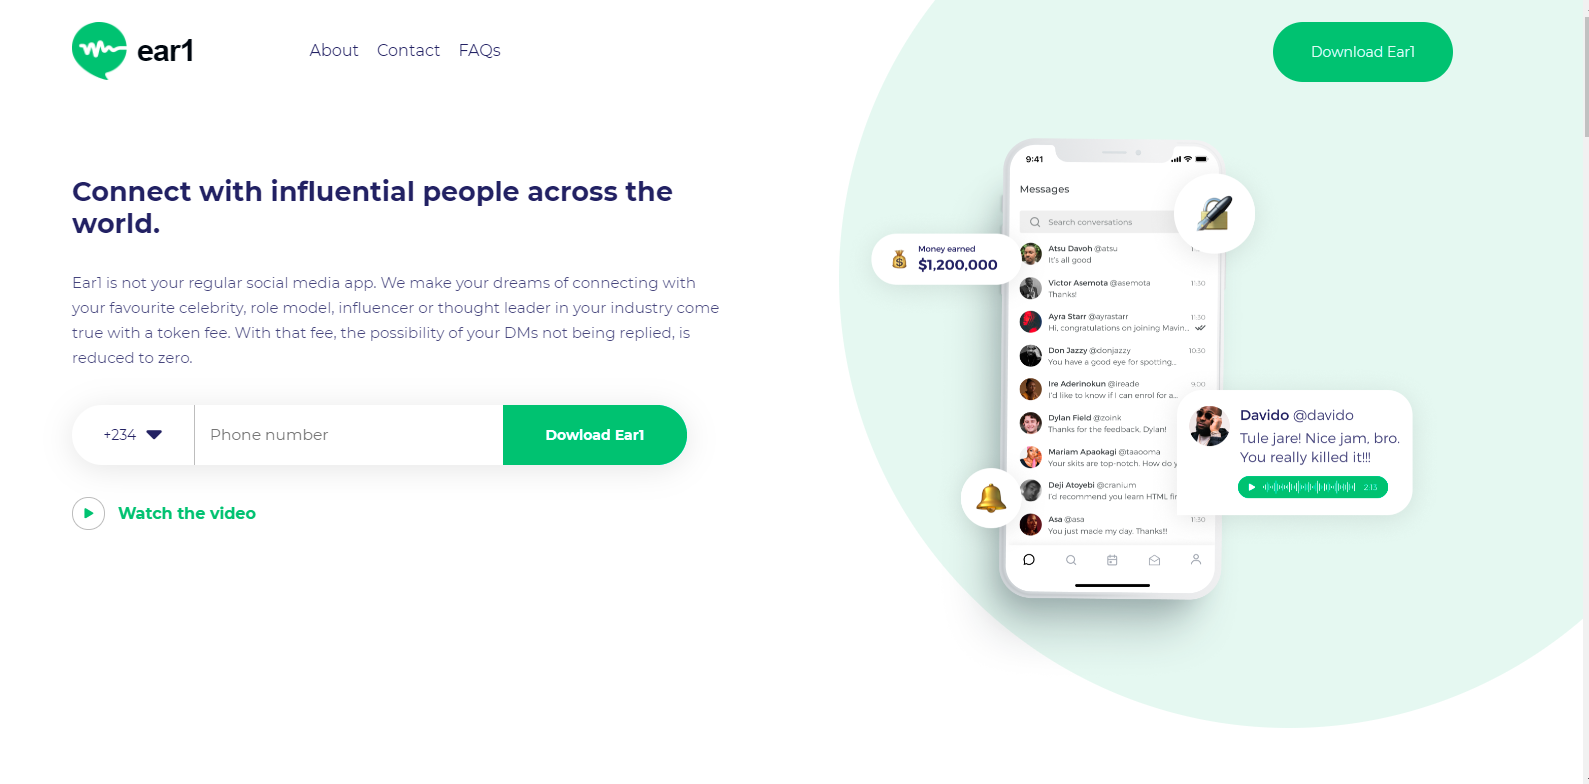 ear1
About Contact FAQs
Download Ear1
Connect with influential people across the
world.
Ear1 is not your regular social media app. We make your dreams of connecting with
your favourite celebrity, role model, influencer or thought leader in your industry come
true with a token fee. With that fee, the possibility of your DMs not being replied, is
reduced to zero.
+234
Phone number
Dowload Ear1
Watch the video
9:41
Messages
Search conversations
Money earned
$1,200,000
Atsu Davoh @atsu
It's all good
Victor Asemota @asemota 11:30
Thanks!
Ayra Starr @ayrastarr 11:30
Hi, congratulations on joining Mavin...
Don Jazzy @donjazzy 10:30
You have a good eye for spotting...
Ire Aderinokun @ireade 9:00
I'd like to know if I can enrol for a...
Dylan Field @zoink
Thanks for the feedback, Dylan!
Mariam Apaokagi @taaooma
Your skits are top-notch. How do y
Deji Atoyebi @cranium
I'd recommend you learn HTML fir
Asa @asa 11:30
You just made my day. Thanks!!!
Davido @davido
Tule jare! Nice jam, bro.
You really killed it!!!
2:13